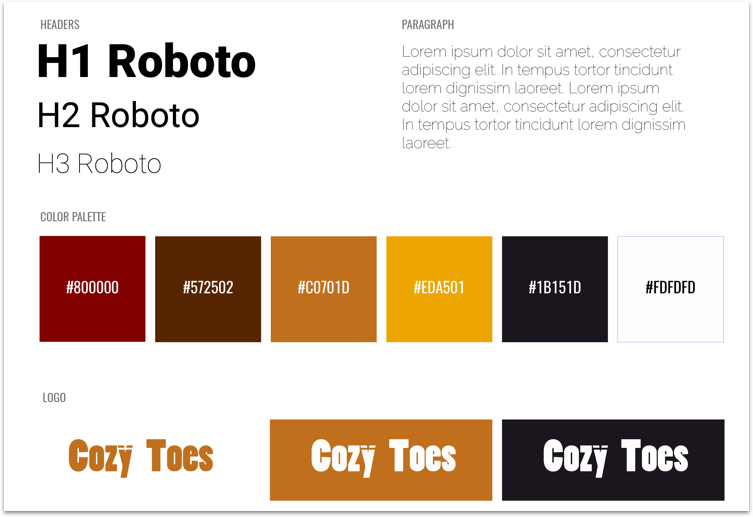 HEADERS
H1 Roboto
H2 Roboto
H3 Roboto
PARAGRAPH
Lorem ipsum dolor sit amet, consectetur
adipiscing elit. In tempus tortor tincidunt
lorem dignissim laoreet. Lorem ipsum
dolor sit amet, consectetur adipiscing elit.
In tempus tortor tincidunt lorem dignissim
laoreet.
COLOR PALETTE
#800000
#572502
#C0701D
#EDA501
#1B151D
#FDFDFD
LOGO
Cozy Toes
Cozy Toes
Cozy Toes